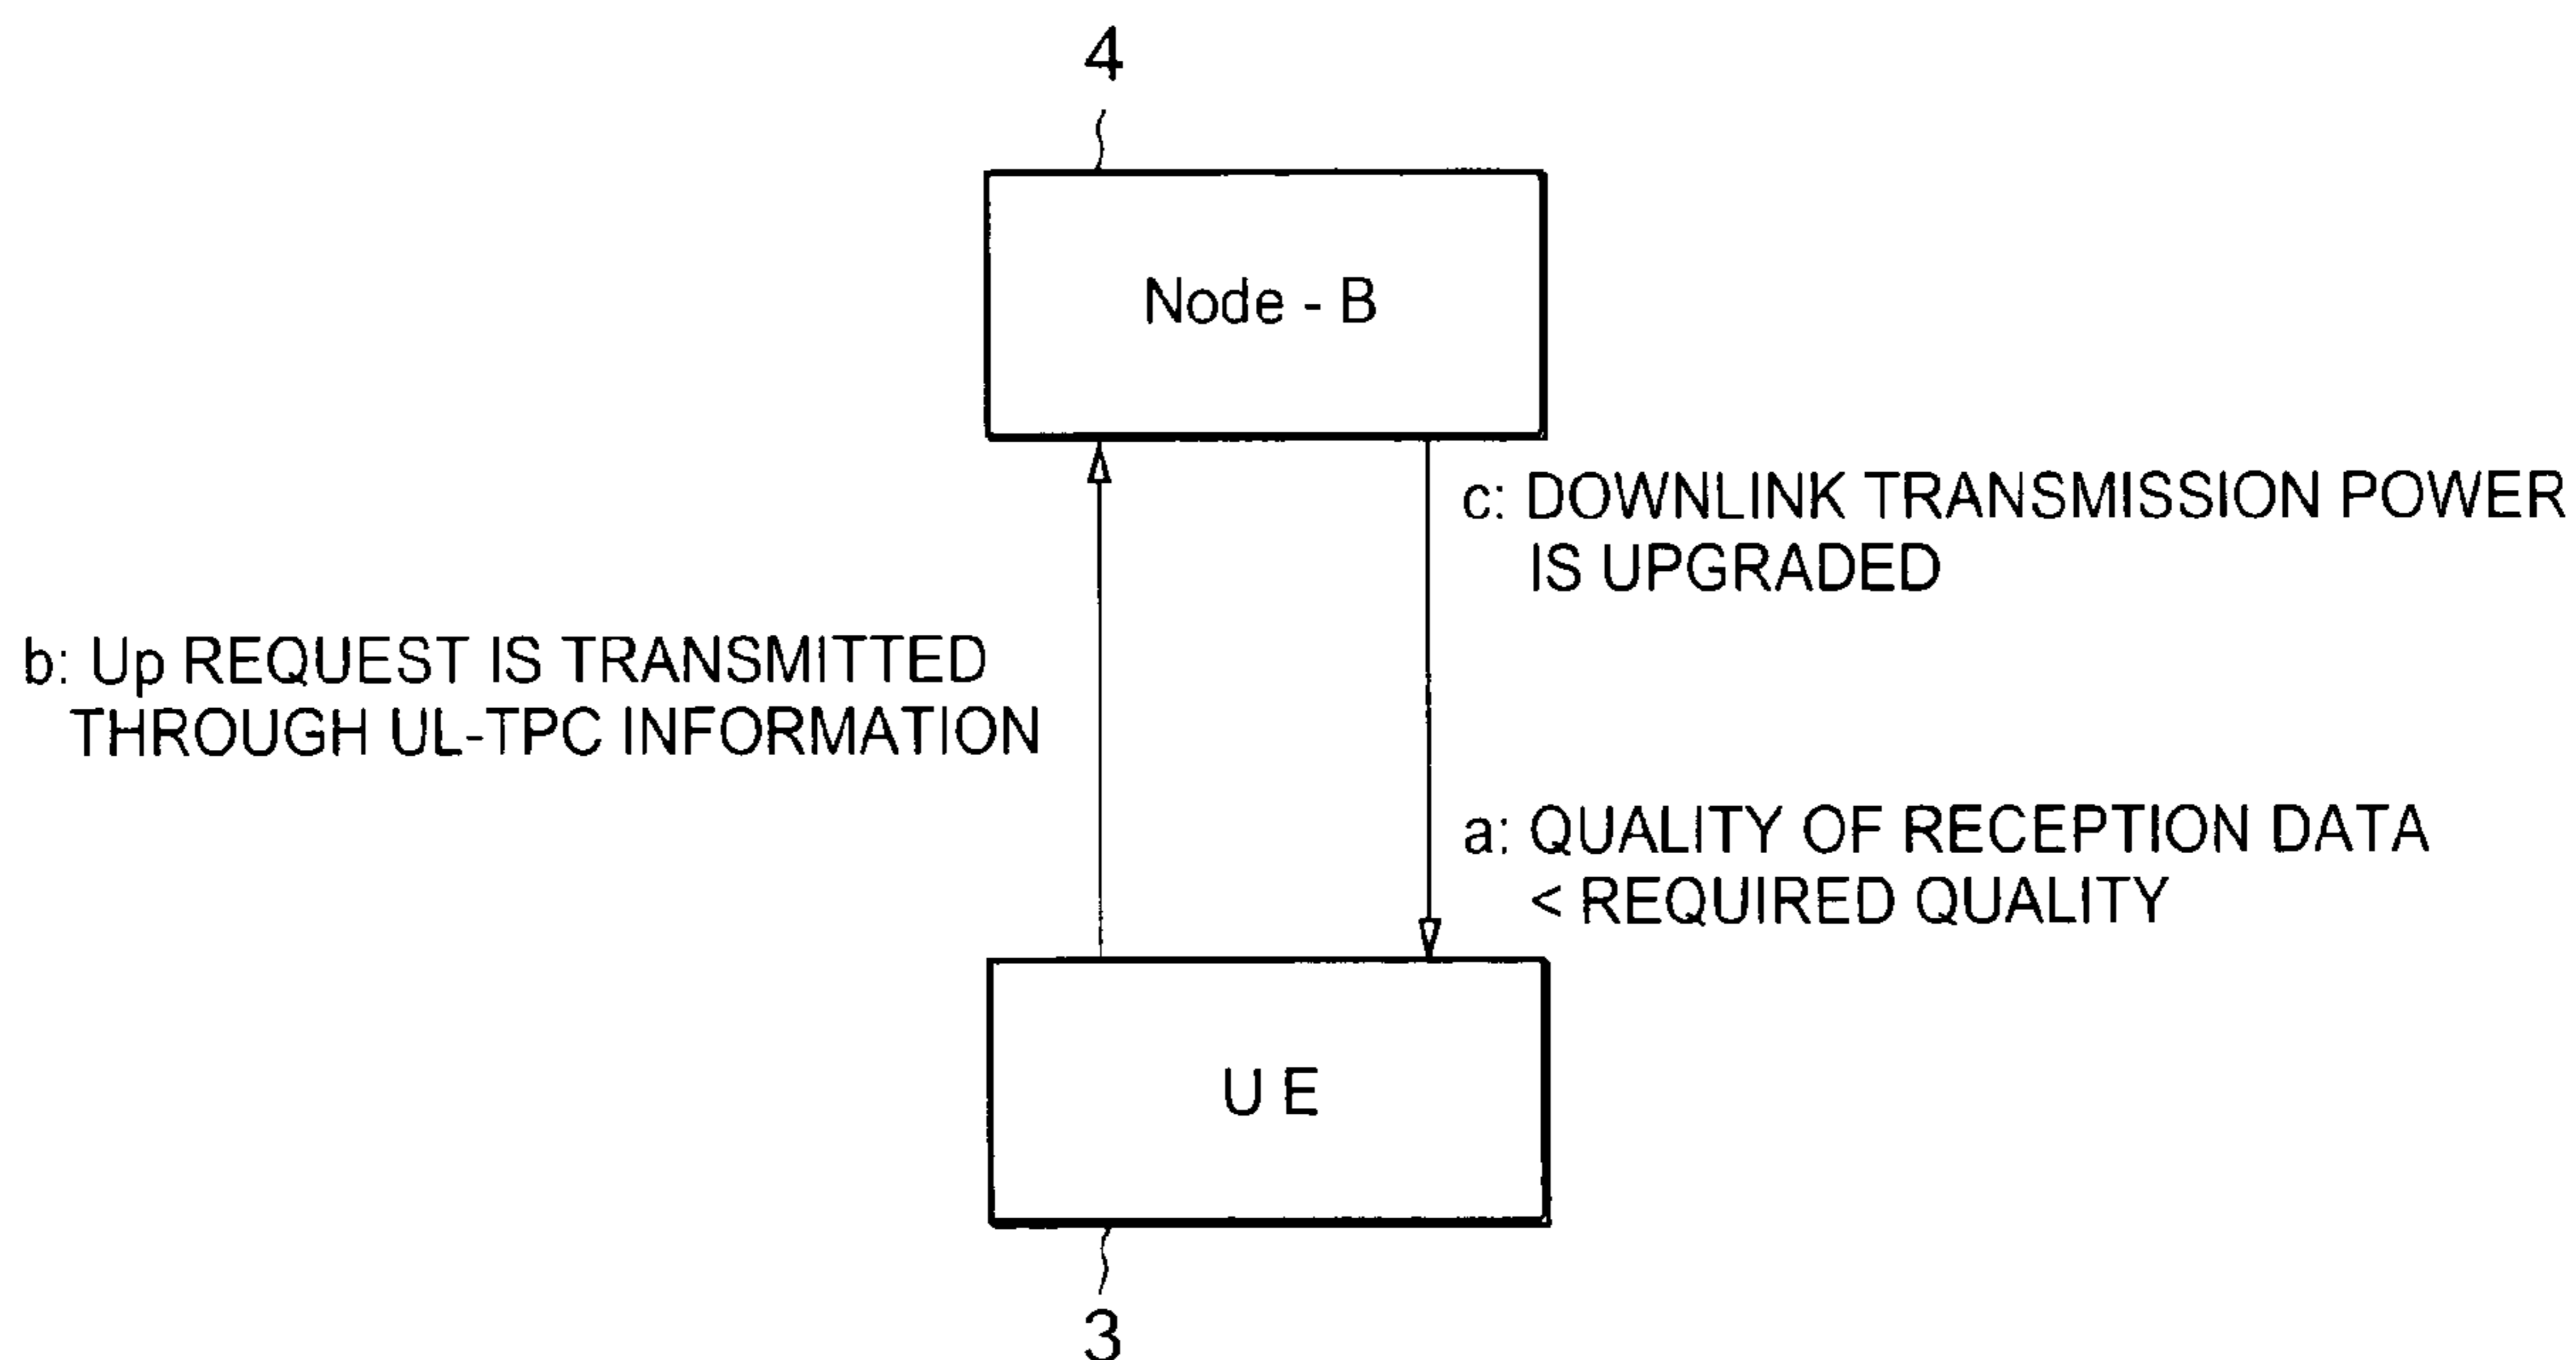 4
Node - B
c: DOWNLINK TRANSMISSION POWER
IS UPGRADED
b: Up REQUEST IS TRANSMITTED
THROUGH UL-TPC INFORMATION
a: QUALITY OF RECEPTION DATA
< REQUIRED QUALITY
U E
3